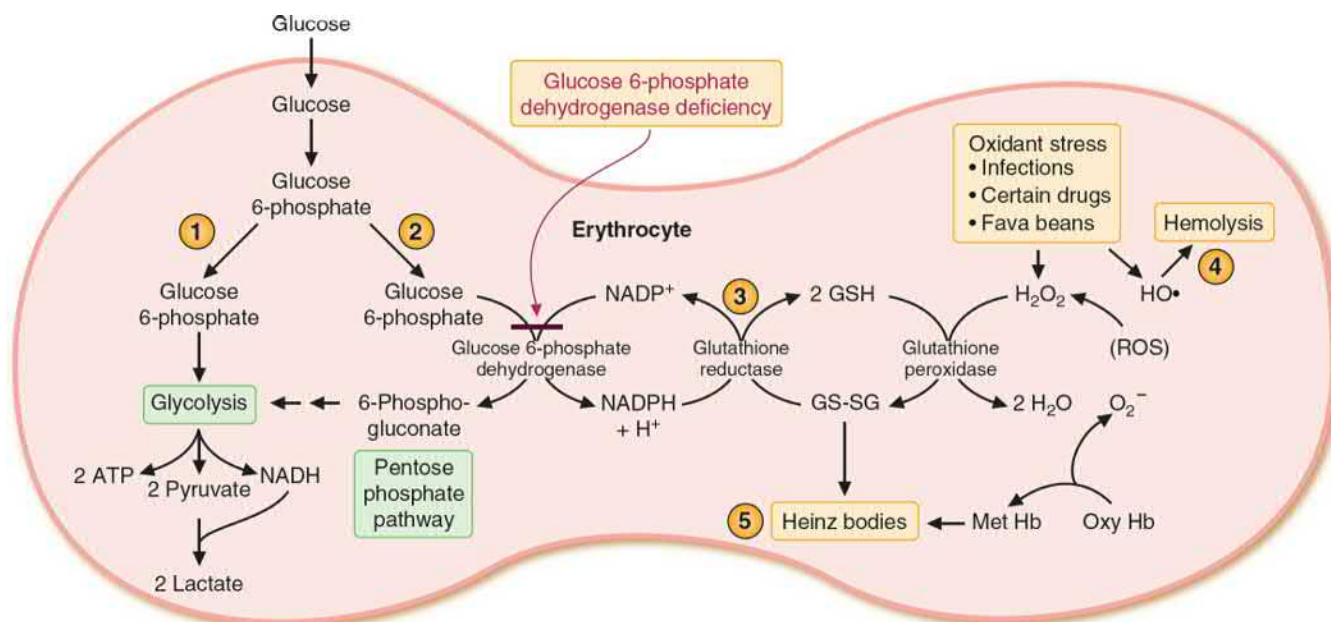 Glucose
Glucose
Glucose
6-phosphate
1
2
Glucose
6-phosphate
Glucose
6-phosphate
Glucose 6-phosphate
dehydrogenase deficiency
Erythrocyte
NADP+
3
2 GSH
Glucose 6-phosphate
dehydrogenase
Glutathione
reductase
Glutathione
peroxidase
Oxidant stress
• Infections
• Certain drugs
• Fava beans
Hemolysis
4
H₂O₂
HO•
(ROS)
Glycolysis
6-Phospho-
gluconate
NADPH
+ H⁺
GS-SG
2 H₂O
O₂⁻
2 ATP
2 Pyruvate
NADH
Pentose
phosphate
pathway
5
Heinz bodies
Met Hb
Oxy Hb
2 Lactate